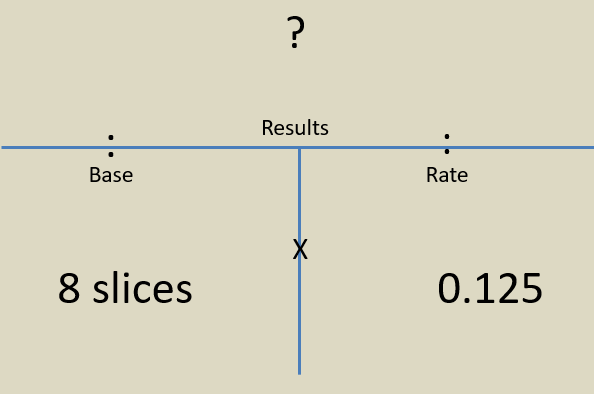 ?
Results
:
:
Base
Rate
X
8 slices
0.125